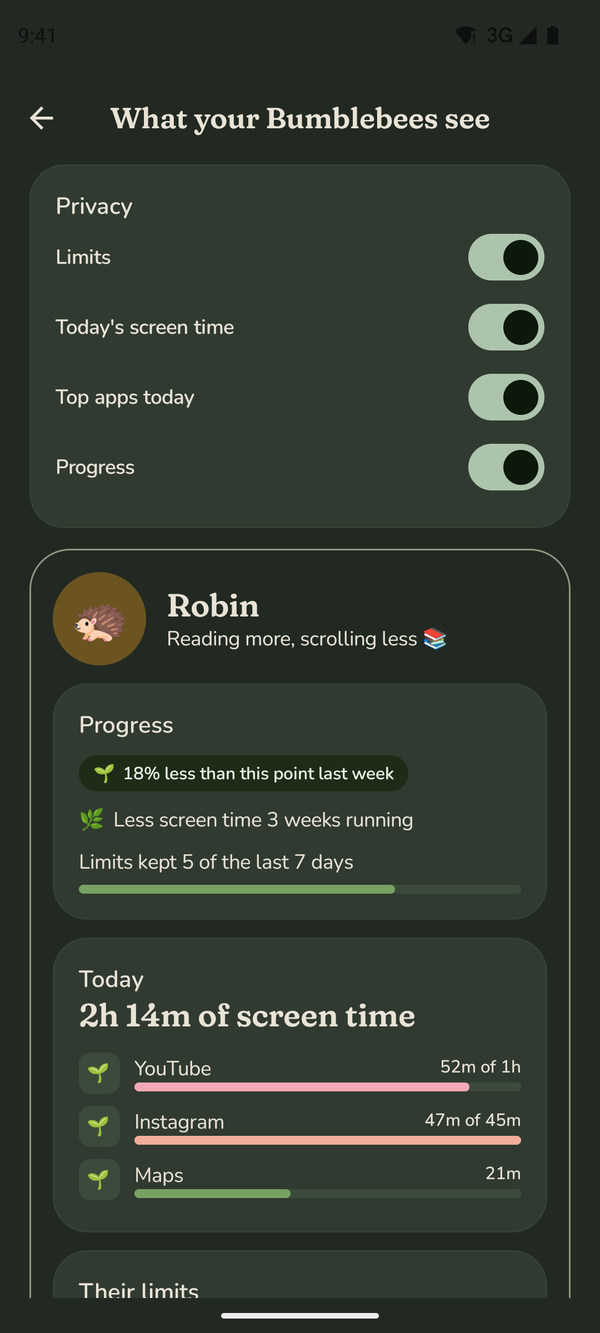 9:41
3G
What your Bumblebees see
Privacy
Limits
Today's screen time
Top apps today
Progress
Robin
Reading more, scrolling less 📚
Progress
🌱 18% less than this point last week
🌿 Less screen time 3 weeks running
Limits kept 5 of the last 7 days
Today
2h 14m of screen time
YouTube 52m of 1h
Instagram 47m of 45m
Maps 21m
Their limits